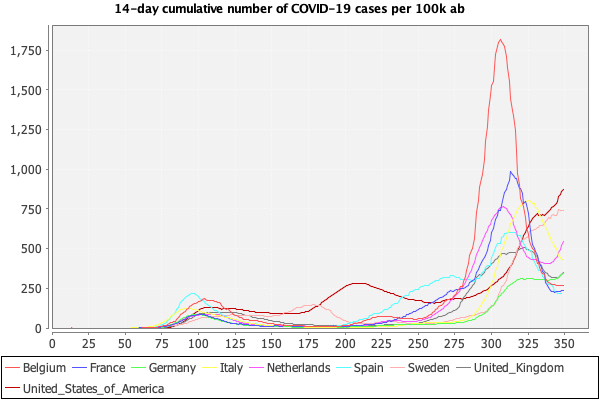 14-day cumulative number of COVID-19 cases per 100k ab
1,750
1,500
1,250
1,000
750
500
250
0
0 25 50 75 100 125 150 175 200 225 250 275 300 325 350
Belgium France Germany Italy Netherlands Spain Sweden United_Kingdom
United_States_of_America